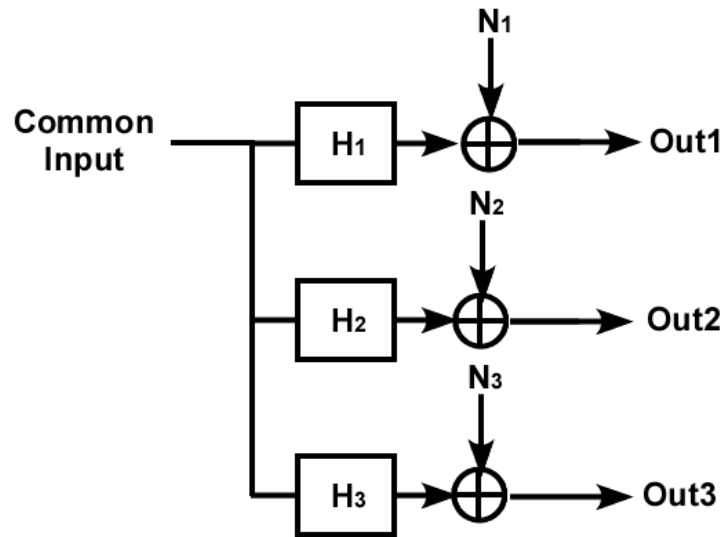 N₁
Common
Input
H₁
Out1
N₂
H₂
Out2
N₃
H₃
Out3